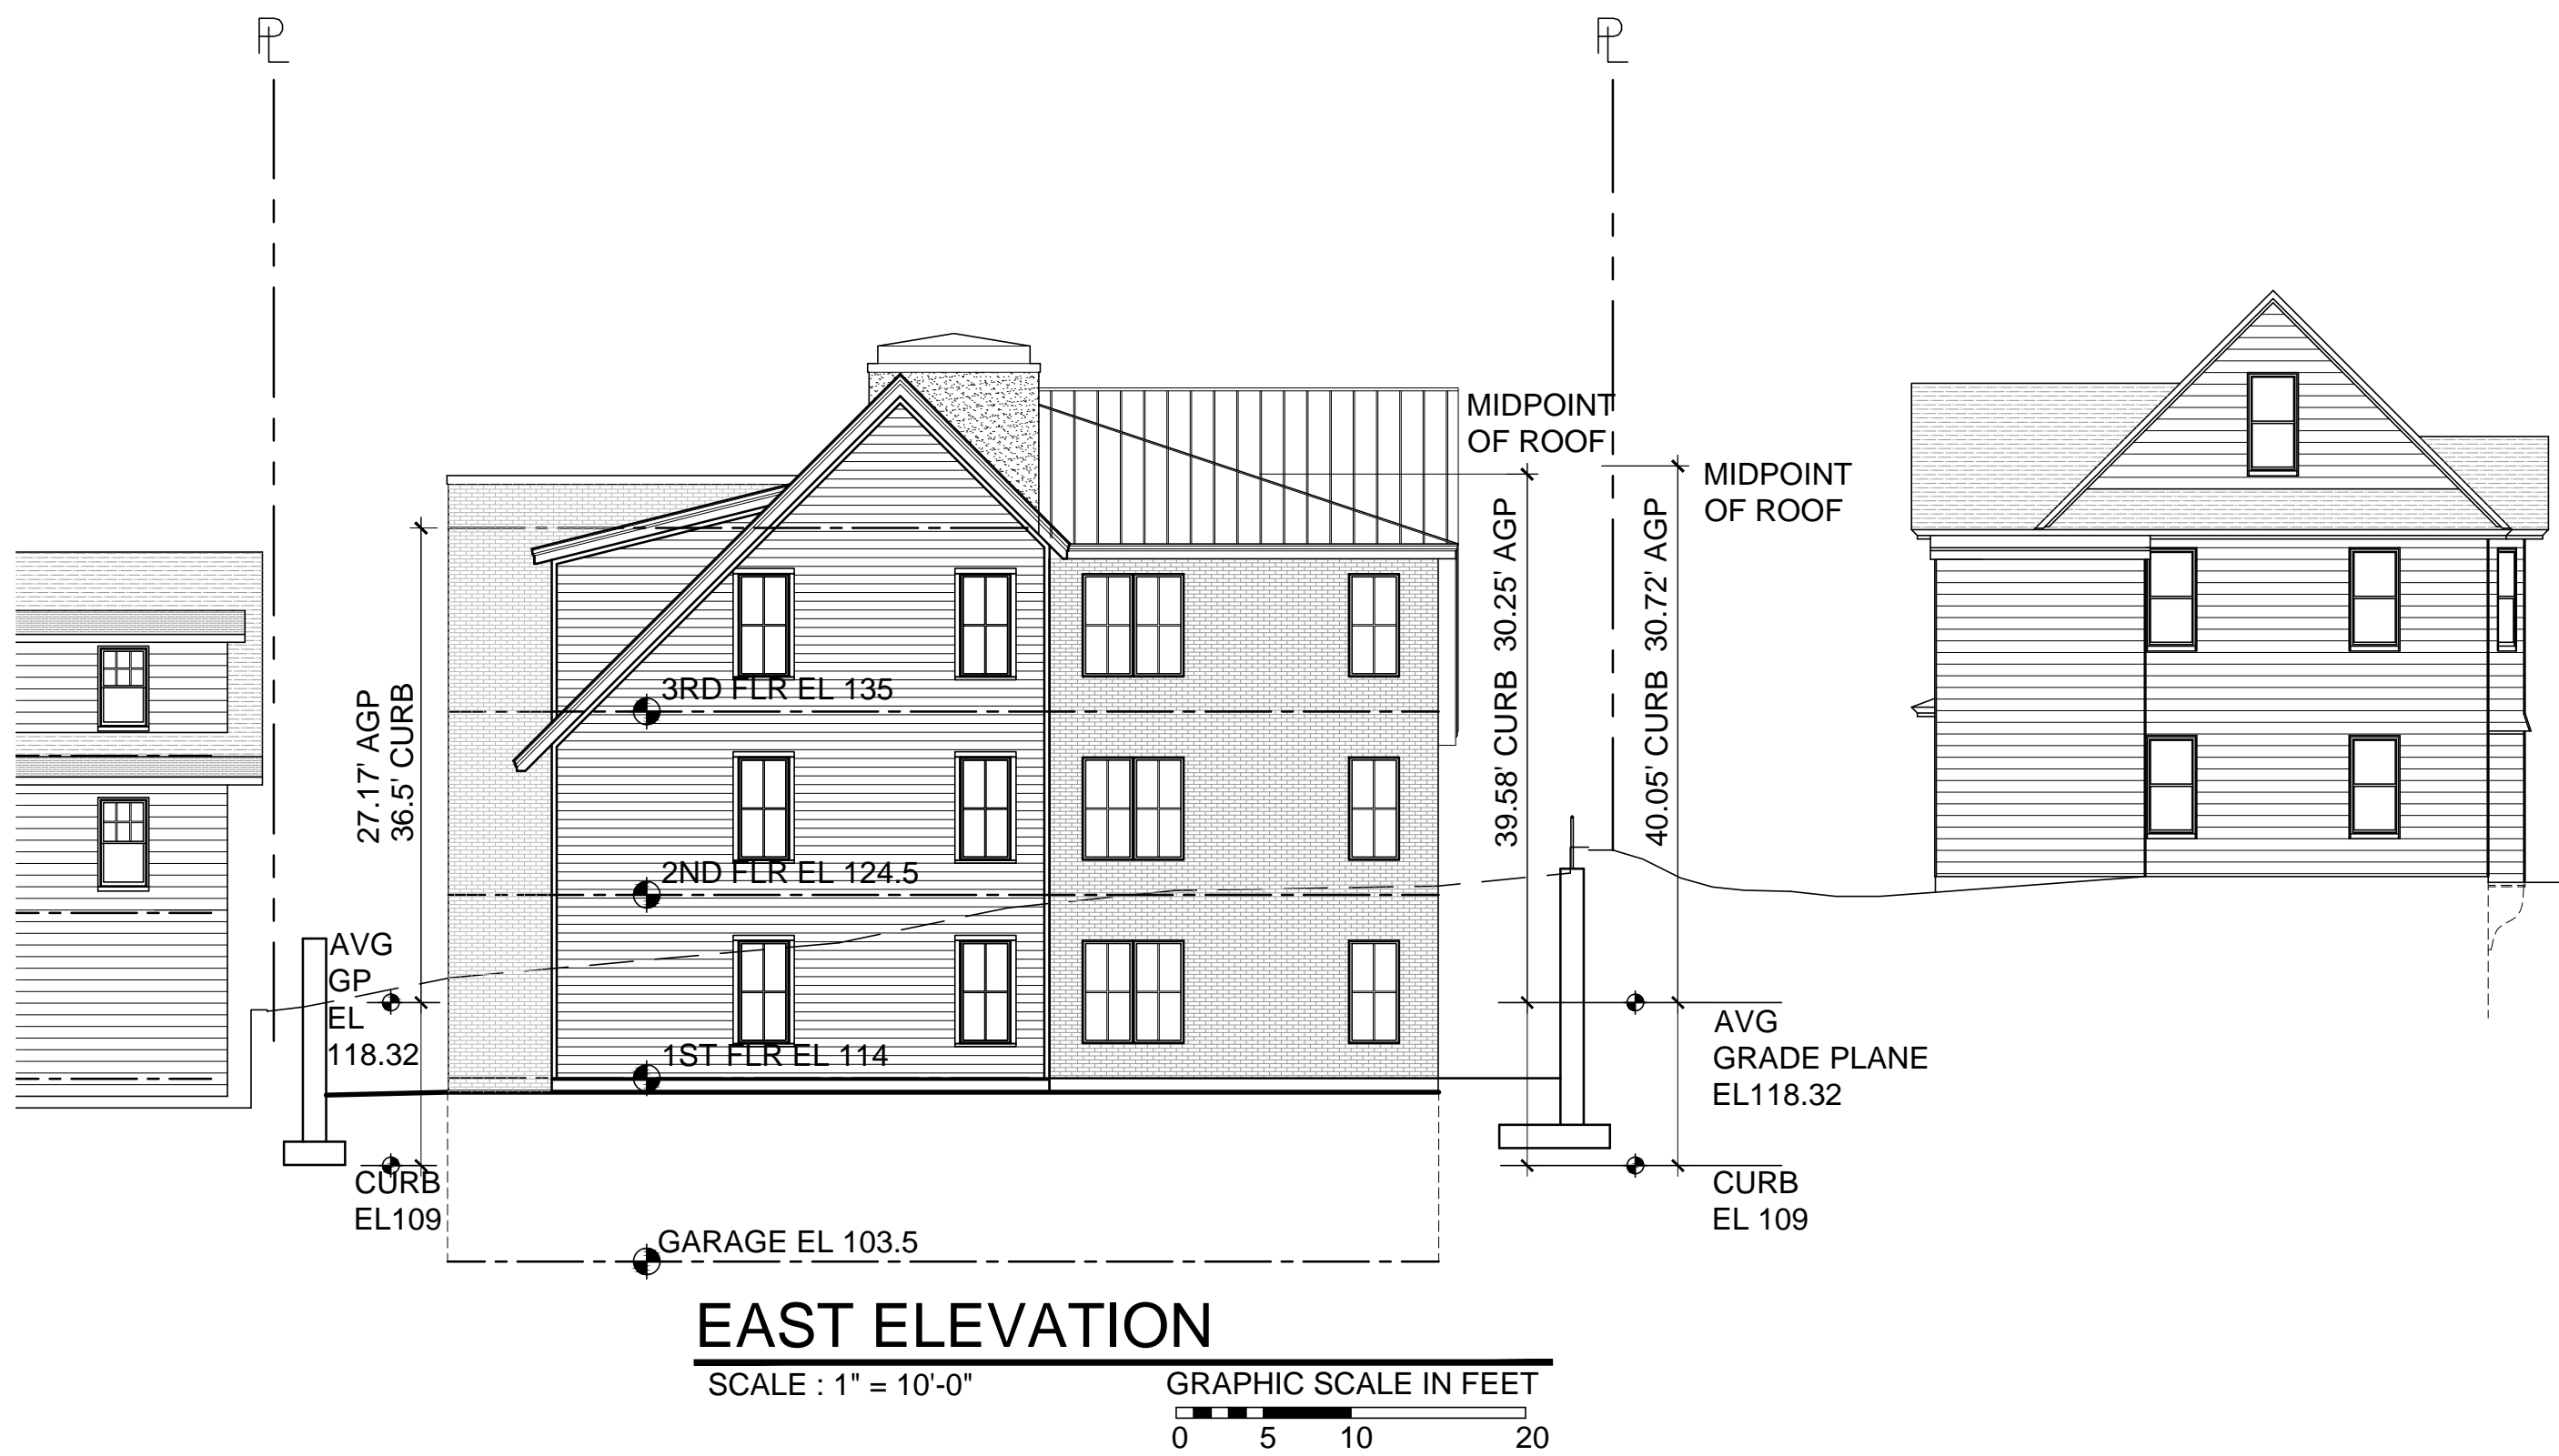 PL
PL
MIDPOINT
OF ROOF
MIDPOINT
OF ROOF
27.17' AGP
36.5' CURB
39.58' CURB 30.25' AGP
40.05' CURB 30.72' AGP
3RD FLR EL 135
2ND FLR EL 124.5
1ST FLR EL 114
AVG
GP
EL
118.32
AVG
GRADE PLANE
EL118.32
CURB
EL109
CURB
EL 109
GARAGE EL 103.5
EAST ELEVATION
SCALE : 1" = 10'-0"
GRAPHIC SCALE IN FEET
0 5 10 20